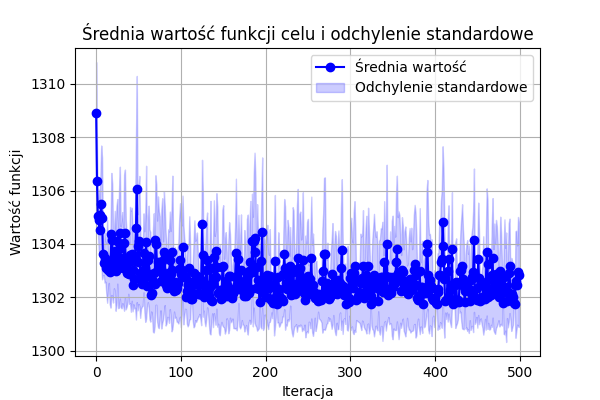 Średnia wartość funkcji celu i odchylenie standardowe
Średnia wartość
Odchylenie standardowe
Wartość funkcji
1310
1308
1306
1304
1302
1300
0 100 200 300 400 500
Iteracja